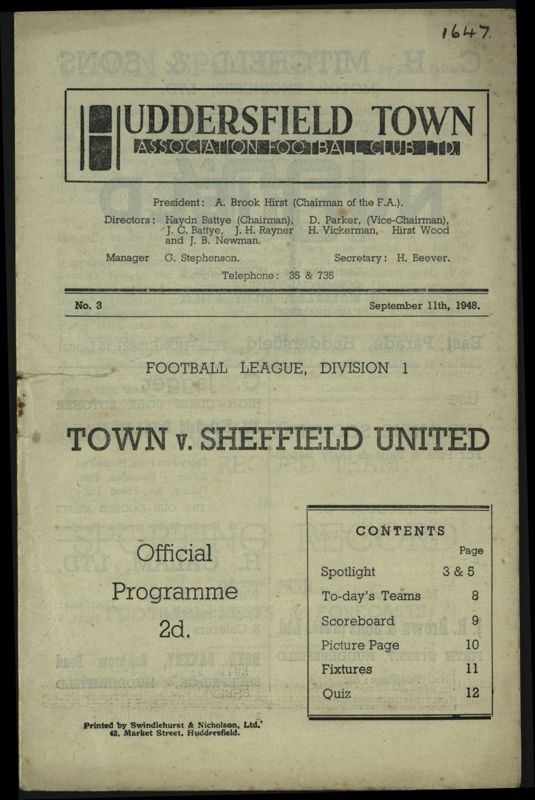 1647.
HUDDERSFIELD TOWN
ASSOCIATION FOOTBALL CLUB LTD.
President: A. Brook Hirst (Chairman of the F.A.).
Directors: Haydn Battye (Chairman), D. Parker, (Vice-Chairman),
J. C. Battye, J. H. Rayner H. Vickerman, Hirst Wood
and J. B. Newman.
Manager G. Stephenson. Secretary: H. Beever.
Telephone: 35 & 735
No. 3 September 11th, 1948.
FOOTBALL LEAGUE, DIVISION 1
TOWN v. SHEFFIELD UNITED
Official
Programme
2d.
CONTENTS
Page
Spotlight 3 & 5
To-day's Teams 8
Scoreboard 9
Picture Page 10
Fixtures 11
Quiz 12
Printed by Swindlehurst & Nicholson, Ltd.
43, Market Street, Huddersfield.